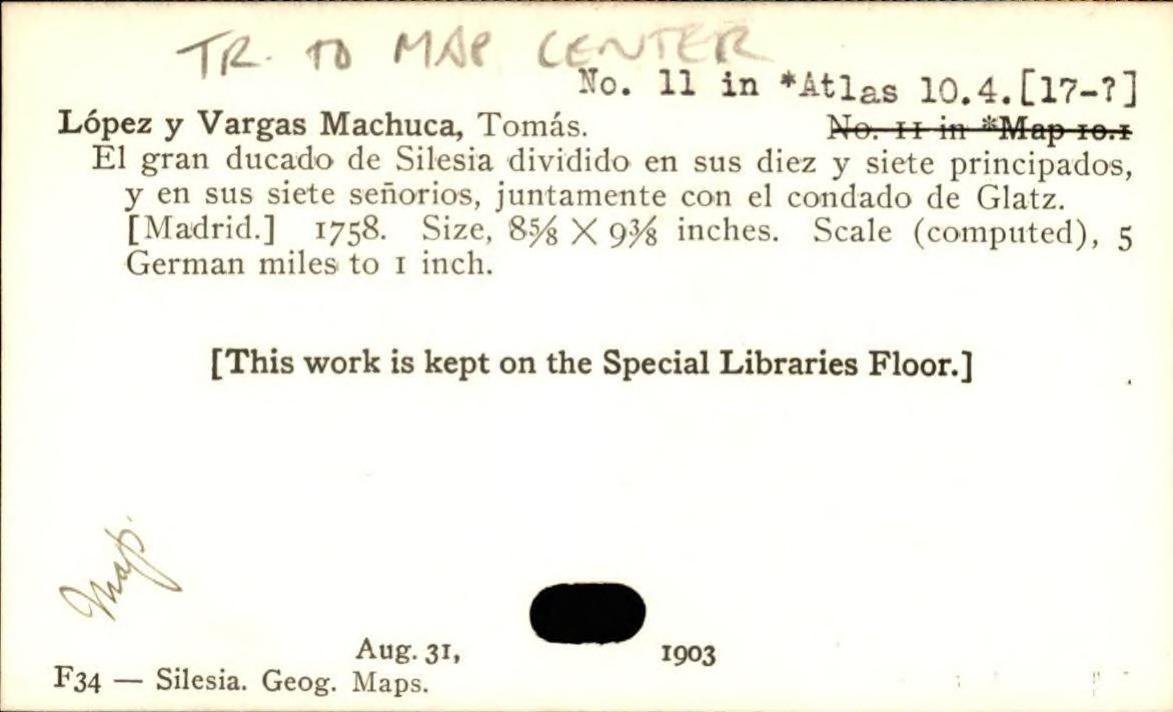 TR. TO MAP CENTER
No. 11 in *Atlas 10.4.[17-?]
López y Vargas Machuca, Tomás. No. 11 in *Map 10.1
El gran ducado de Silesia dividido en sus diez y siete principados,
y en sus siete señorios, juntamente con el condado de Glatz.
[Madrid.] 1758. Size, 8⅝ × 9⅜ inches. Scale (computed), 5
German miles to 1 inch.
[This work is kept on the Special Libraries Floor.]
Map.
Aug. 31, 1903
F34 — Silesia. Geog. Maps.